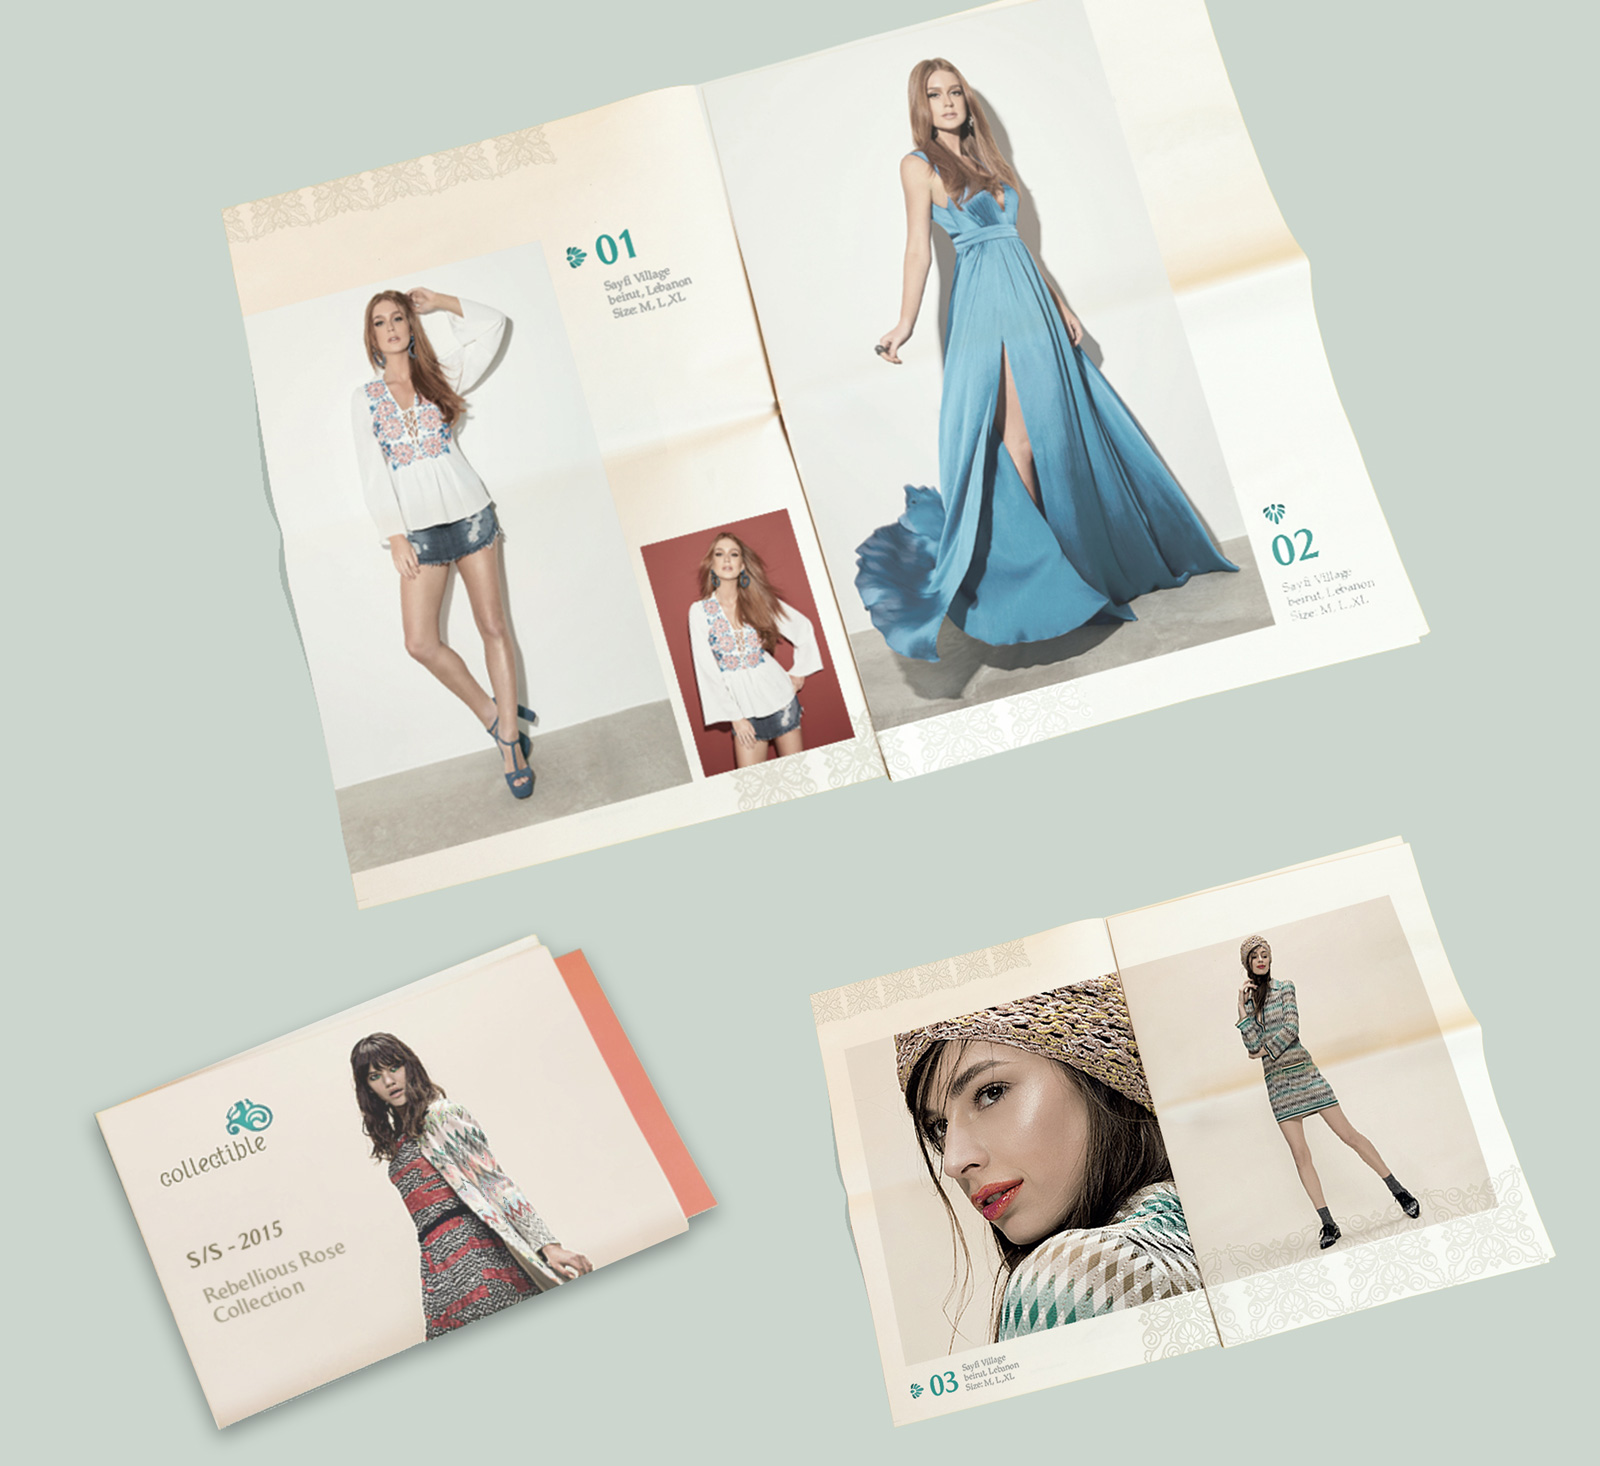 01
Sayfi Village
beirut, Lebanon
Size: M, L ,XL
02
Sayfi Village
beirut, Lebanon
Size: M, L, ,XL
collectible
S/S - 2015
Rebellious Rose
Collection
03
Sayfi Village
beirut, Lebanon
Size: M, L ,XL